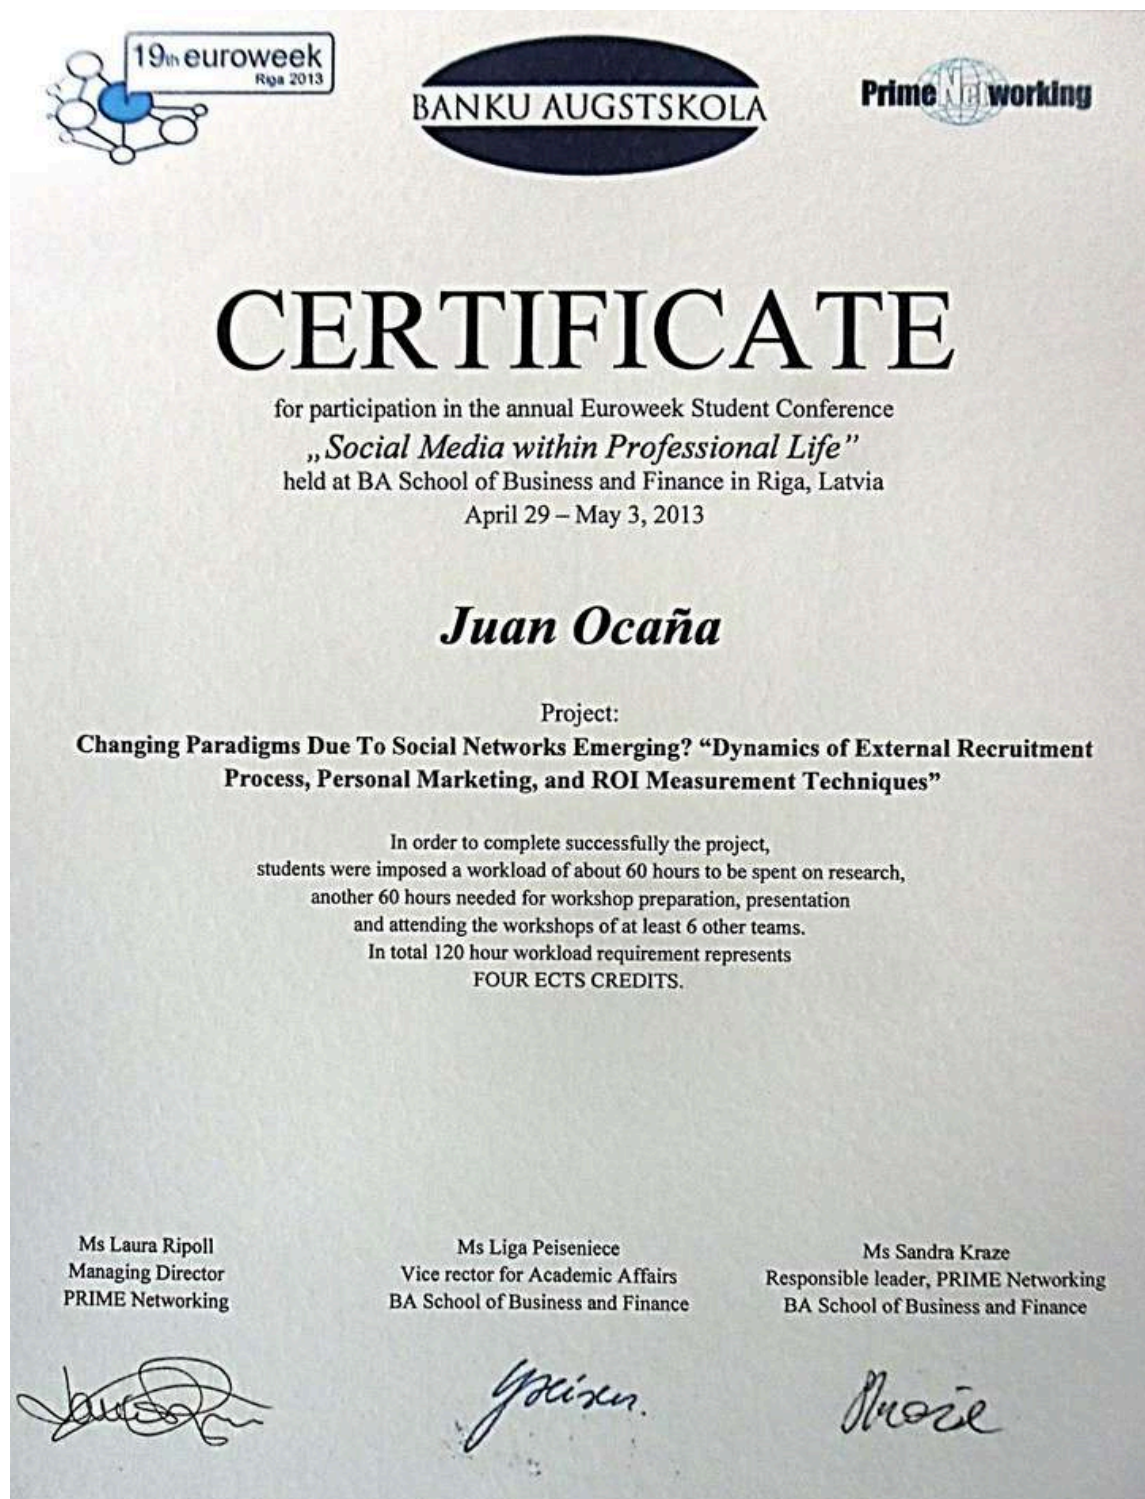 19th euroweek
Riga 2013
BANKU AUGSTSKOLA
PrimeNetworking
CERTIFICATE
for participation in the annual Euroweek Student Conference
„Social Media within Professional Life”
held at BA School of Business and Finance in Riga, Latvia
April 29 – May 3, 2013
Juan Ocaña
Project:
Changing Paradigms Due To Social Networks Emerging? “Dynamics of External Recruitment
Process, Personal Marketing, and ROI Measurement Techniques”
In order to complete successfully the project,
students were imposed a workload of about 60 hours to be spent on research,
another 60 hours needed for workshop preparation, presentation
and attending the workshops of at least 6 other teams.
In total 120 hour workload requirement represents
FOUR ECTS CREDITS.
Ms Laura Ripoll
Managing Director
PRIME Networking
Ms Liga Peiseniece
Vice rector for Academic Affairs
BA School of Business and Finance
Ms Sandra Kraze
Responsible leader, PRIME Networking
BA School of Business and Finance